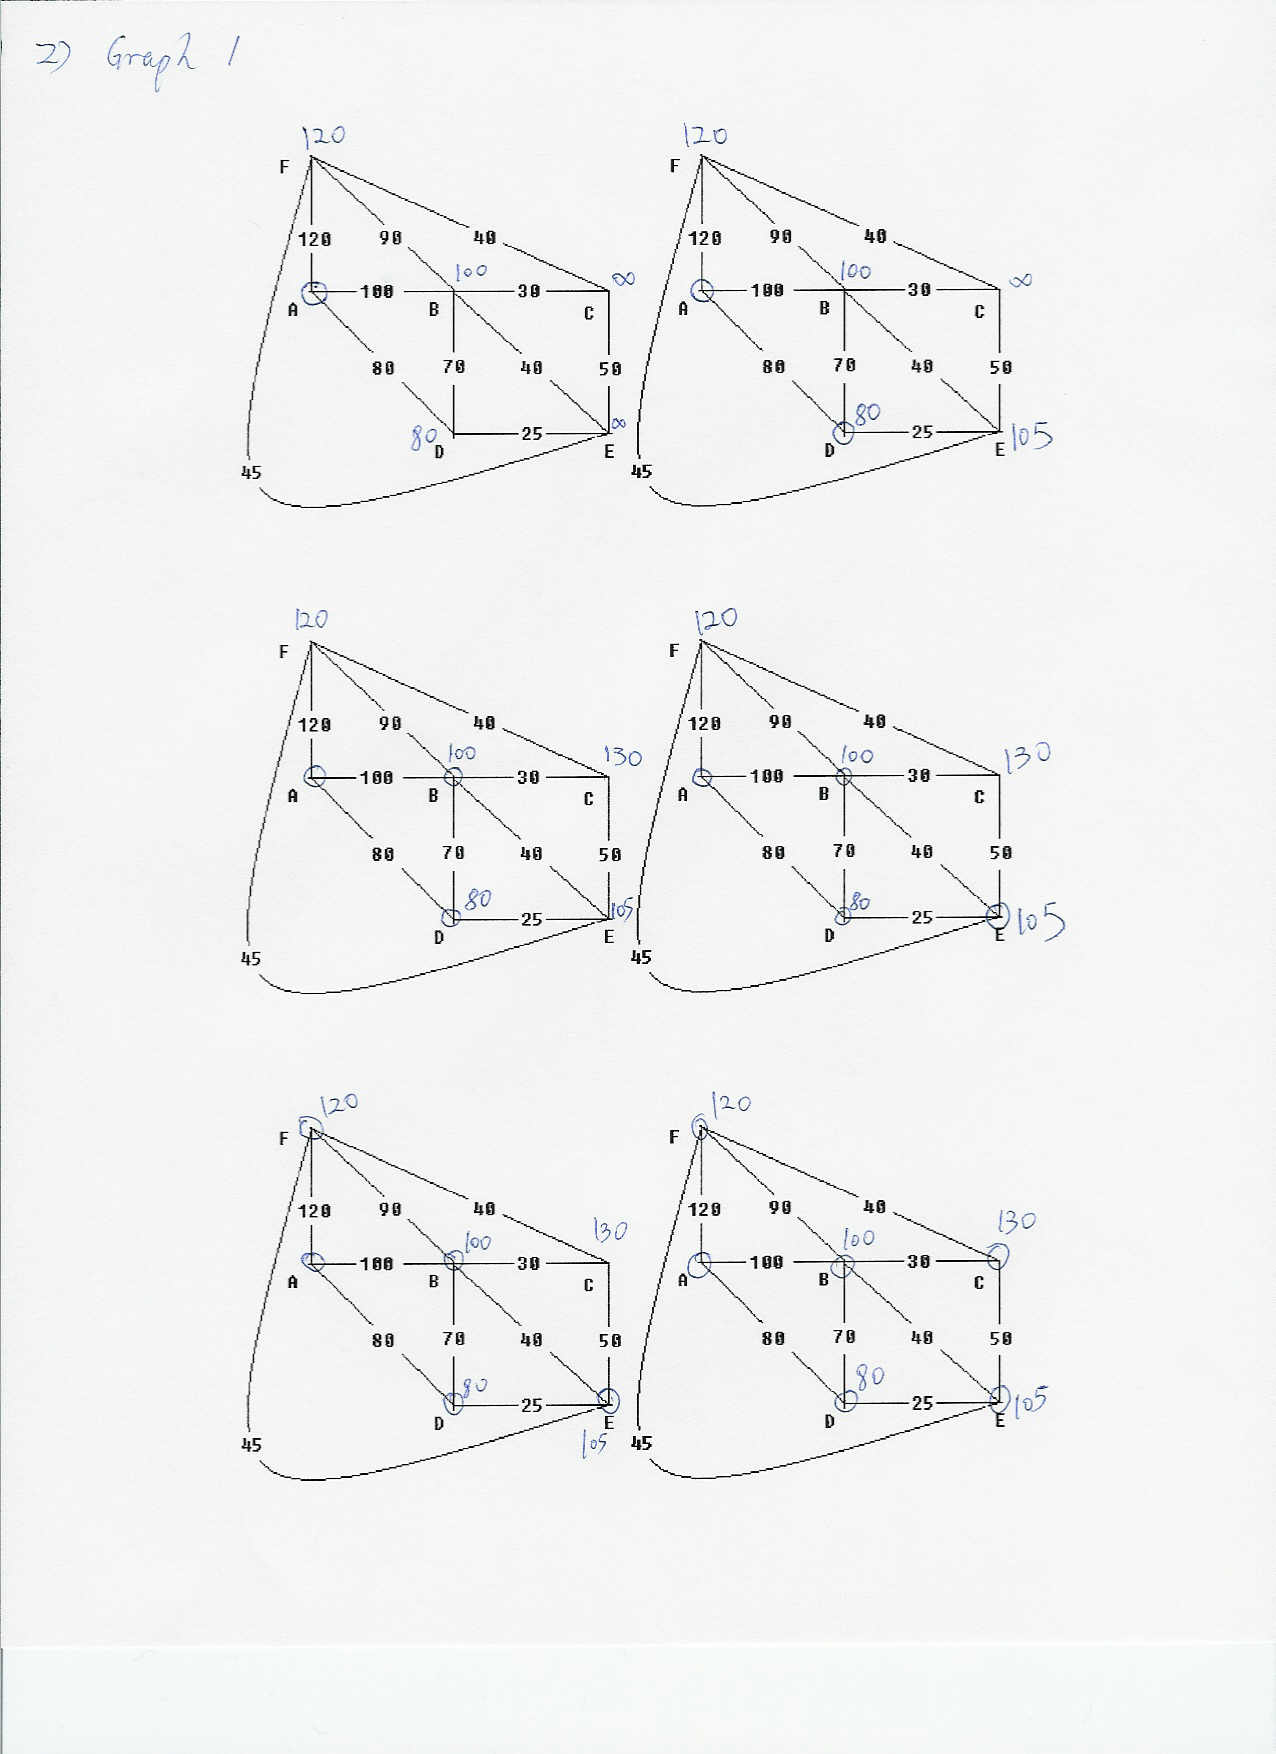 2) Graph 1
120 120
F F
120 90 40 120 90 40
100 ∞ 100 ∞
100 30 100 30
A B C A B C
80 70 40 50 80 70 40 50
80 25 ∞ 80 25 105
D E D E
45 45
120 120
F F
120 90 40 120 90 40
100 130 100 130
100 30 100 30
A B C A B C
80 70 40 50 80 70 40 50
80 25 105 80 25 105
D E D E
45 45
120 120
F F
120 90 40 120 90 40
100 130 100 130
100 30 100 30
A B C A B C
80 70 40 50 80 70 40 50
80 25 80 25 105
D E D E
45 105 45